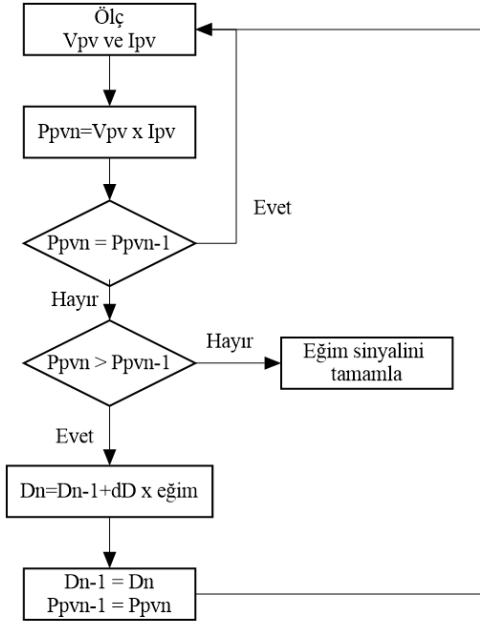 Ölç
Vpv ve Ipv
Ppvn=Vpv x Ipv
Ppvn = Ppvn-1
Evet
Hayır
Ppvn > Ppvn-1
Hayır
Eğim sinyalini
tamamla
Evet
Dn=Dn-1+dD x eğim
Dn-1 = Dn
Ppvn-1 = Ppvn